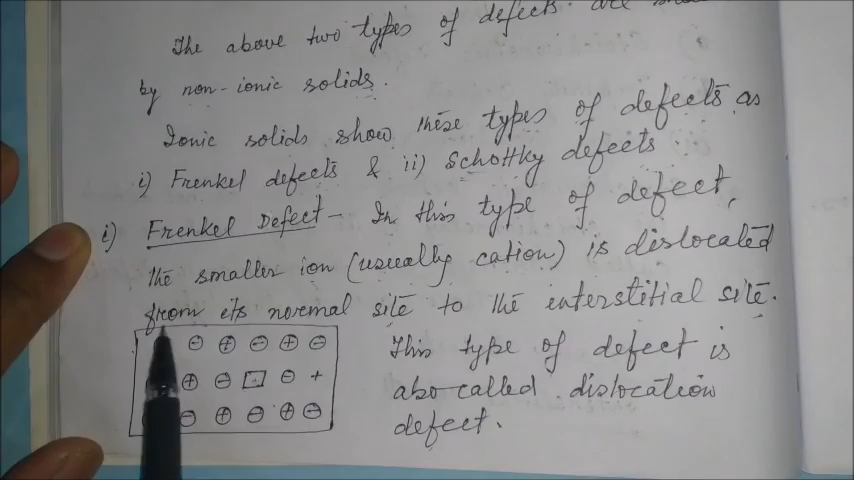 The above two types of defects are
by non-ionic solids.
Ionic solids show these types of defects as
i) Frenkel defects & ii) Schottky defects.
i) Frenkel Defect - In this type of defect,
the smaller ion (usually cation) is dislocated
from its normal site to the interstitial site.
This type of defect is
also called dislocation
defect.